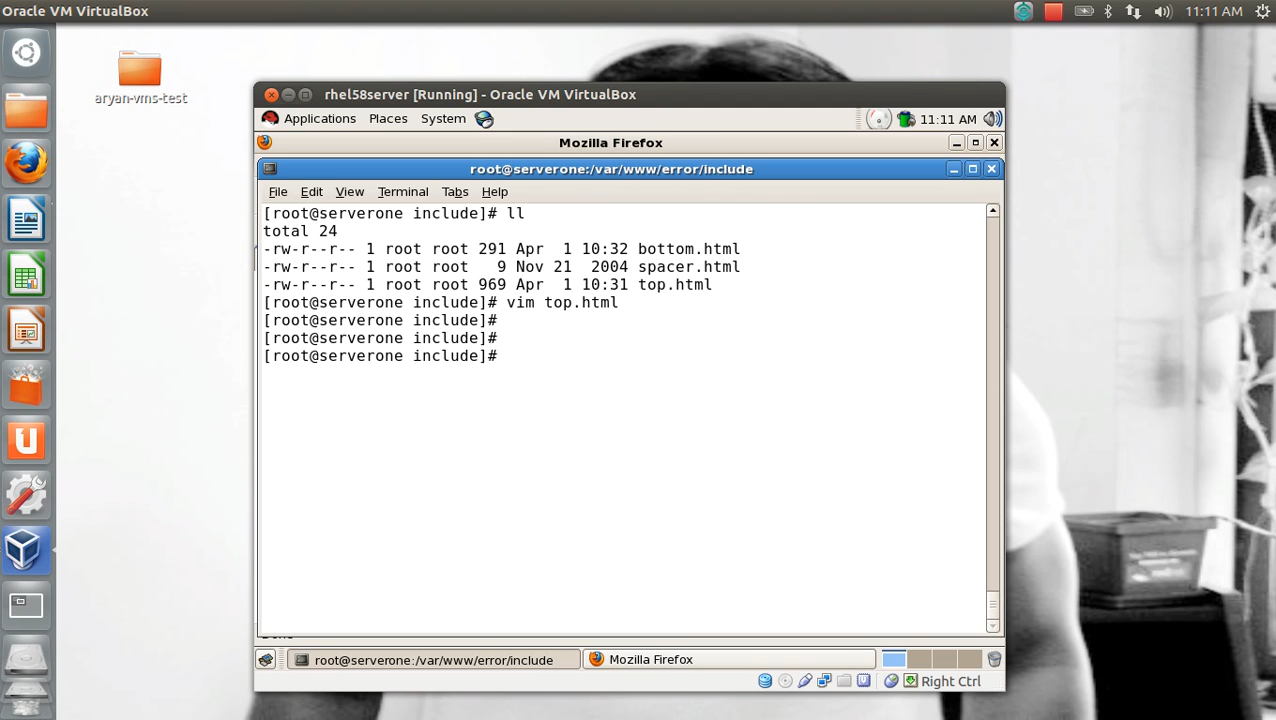 Oracle VM VirtualBox
11:11 AM
aryan-vms-test
rhel58server [Running] - Oracle VM VirtualBox
Applications Places System
11:11 AM
Mozilla Firefox
root@serverone:/var/www/error/include
File Edit View Terminal Tabs Help
[root@serverone include]# ll
total 24
-rw-r--r-- 1 root root 291 Apr  1 10:32 bottom.html
-rw-r--r-- 1 root root   9 Nov 21  2004 spacer.html
-rw-r--r-- 1 root root 969 Apr  1 10:31 top.html
[root@serverone include]# vim top.html
[root@serverone include]#
[root@serverone include]#
[root@serverone include]#
root@serverone:/var/www/error/include
Mozilla Firefox
Right Ctrl